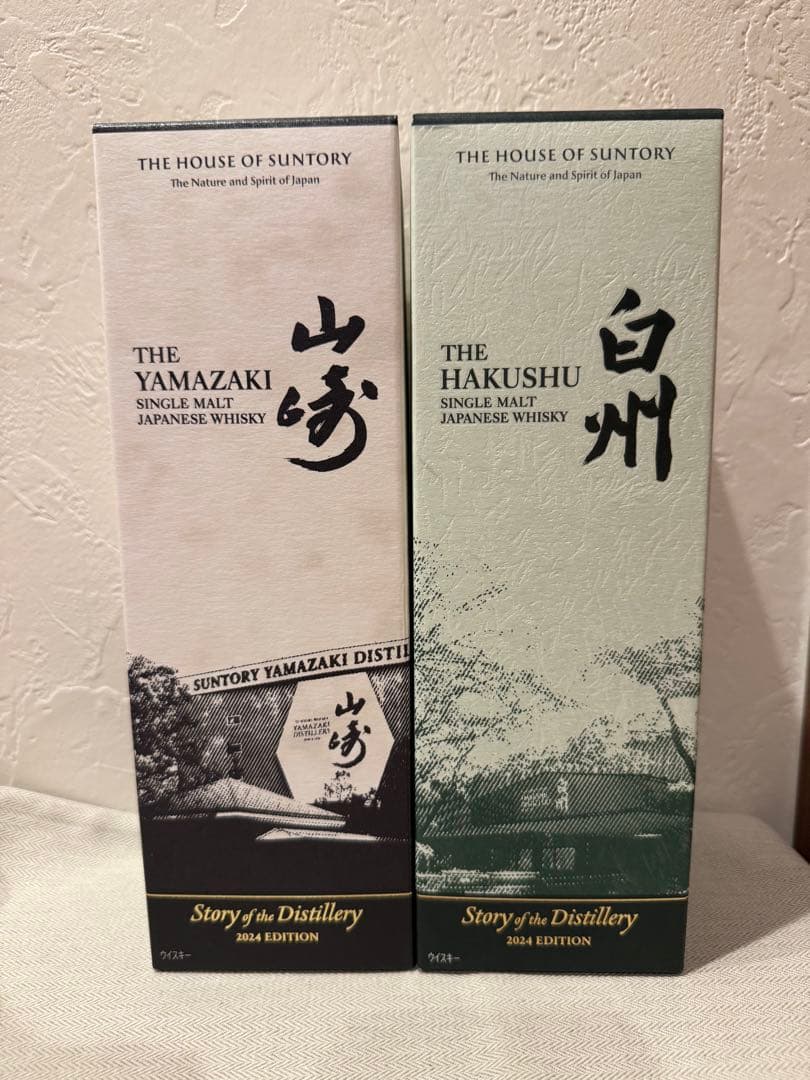 THE HOUSE OF SUNTORY
The Nature and Spirit of Japan
THE
YAMAZAKI
SINGLE MALT
JAPANESE WHISKY
山崎
SUNTORY YAMAZAKI DISTIL
YAMAZAKI
DISTILLERY
山崎
Story of the Distillery
2024 EDITION
ウイスキー
THE HOUSE OF SUNTORY
The Nature and Spirit of Japan
THE
HAKUSHU
SINGLE MALT
JAPANESE WHISKY
白州
Story of the Distillery
2024 EDITION
ウイスキー